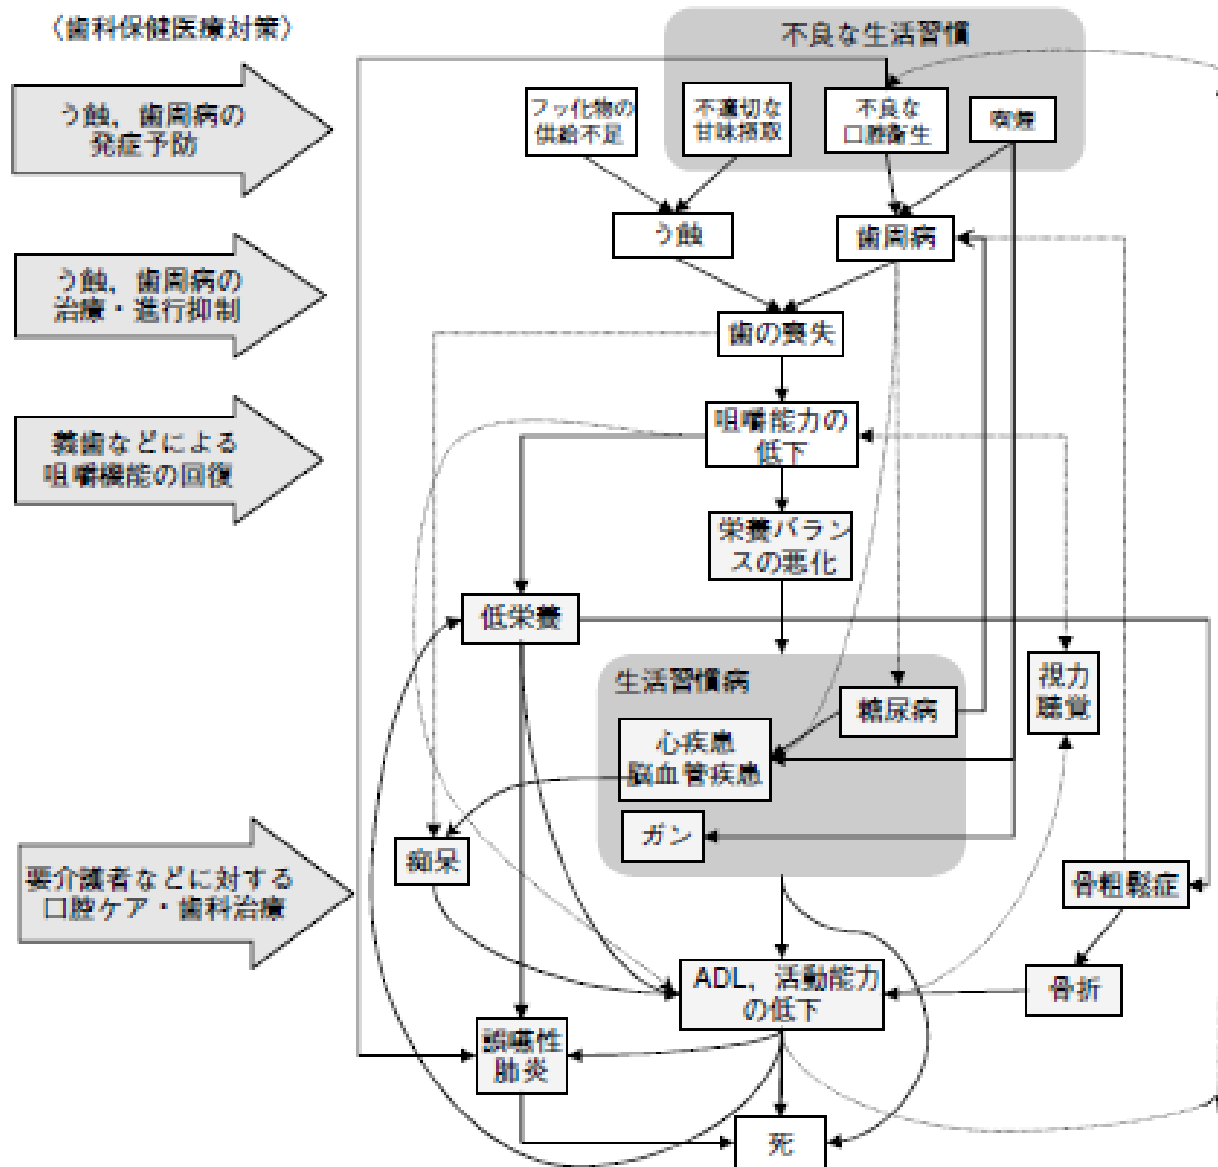 〈歯科保健医療対策〉
不良な生活習慣
う蝕，歯周病の
発症予防
フッ化物の
供給不足
不適切な
甘味摂取
不良な
口腔衛生
喫煙
う蝕
歯周病
う蝕，歯周病の
治療・進行抑制
歯の喪失
義歯などによる
咀嚼機能の回復
咀嚼能力の
低下
栄養バラン
スの悪化
低栄養
生活習慣病
視力
聴覚
糖尿病
心疾患
脳血管疾患
ガン
痴呆
要介護者などに対する
口腔ケア・歯科治療
骨粗鬆症
ADL，活動能力
の低下
骨折
誤嚥性
肺炎
死